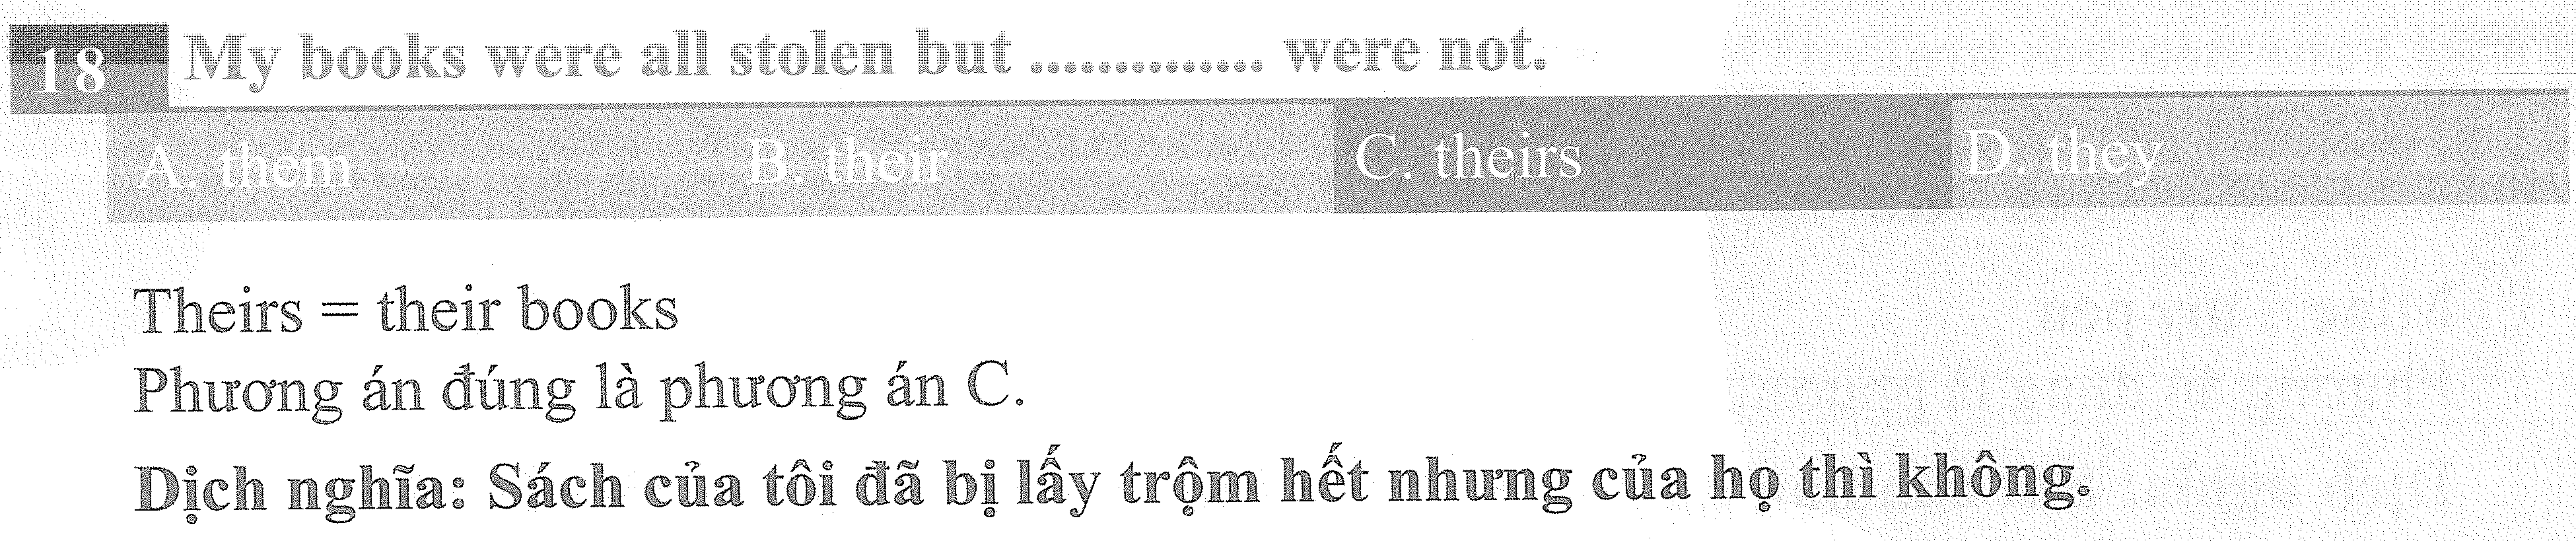 18 My books were all stolen but .............. were not.
A. them B. their C. theirs D. they
Theirs = their books
Phương án đúng là phương án C.
Dịch nghĩa: Sách của tôi đã bị lấy trộm hết nhưng của họ thì không.